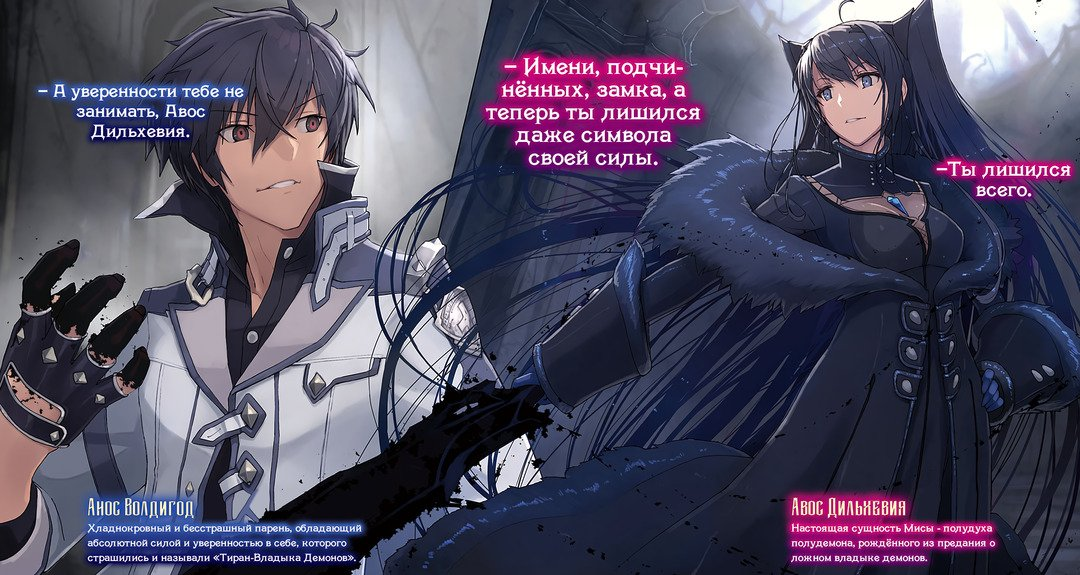 – А уверенности тебе не
занимать, Авос
Дильхевия.
– Имени, подчи-
нённых, замка, а
теперь ты лишился
даже символа
своей силы.
–Ты лишился
всего.
Анос Волдигод
Хладнокровный и бесстрашный парень, обладающий
абсолютной силой и уверенностью в себе, которого
страшились и называли «Тиран-Владыка Демонов».
Авос Дильхевия
Настоящая сущность Мисы - полудуха
полудемона, рождённого из предания о
ложном владыке демонов.